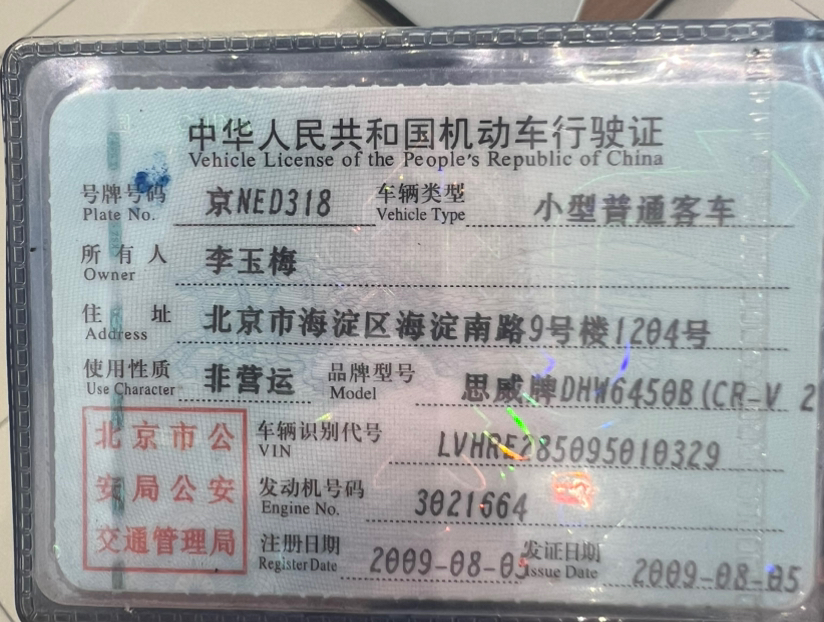 中华人民共和国机动车行驶证
Vehicle License of the People's Republic of China
号牌号码 京NED318 车辆类型 小型普通客车
Plate No. Vehicle Type
所有人 李玉梅
Owner
住址 北京市海淀区海淀南路9号楼1204号
Address
使用性质 非营运 品牌型号 思威牌DHW6450B(CR-V 2
Use Character Model
北京市公安局公安交通管理局
车辆识别代号 LVHRE285095010329
VIN
发动机号码 3021664
Engine No.
注册日期 2009-08-05 发证日期 2009-08-05
Register Date Issue Date